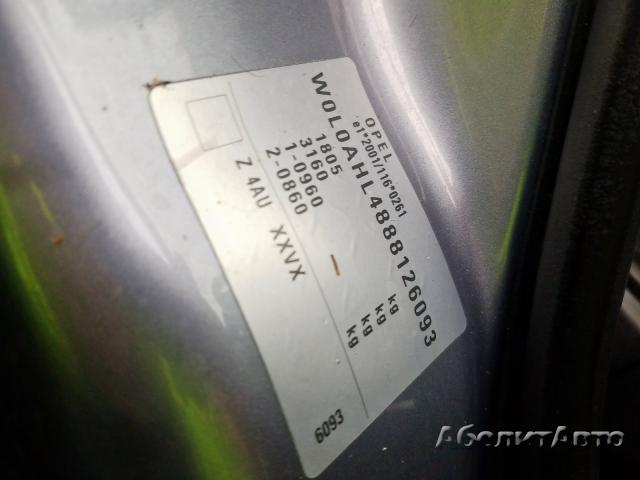 OPEL
e1*2001/116*0261
W0L0AHL4888126093
1805 kg
3160 kg
1-0960 kg
2-0860 kg
Z 4AU XXVX
6093
АбелитАвто